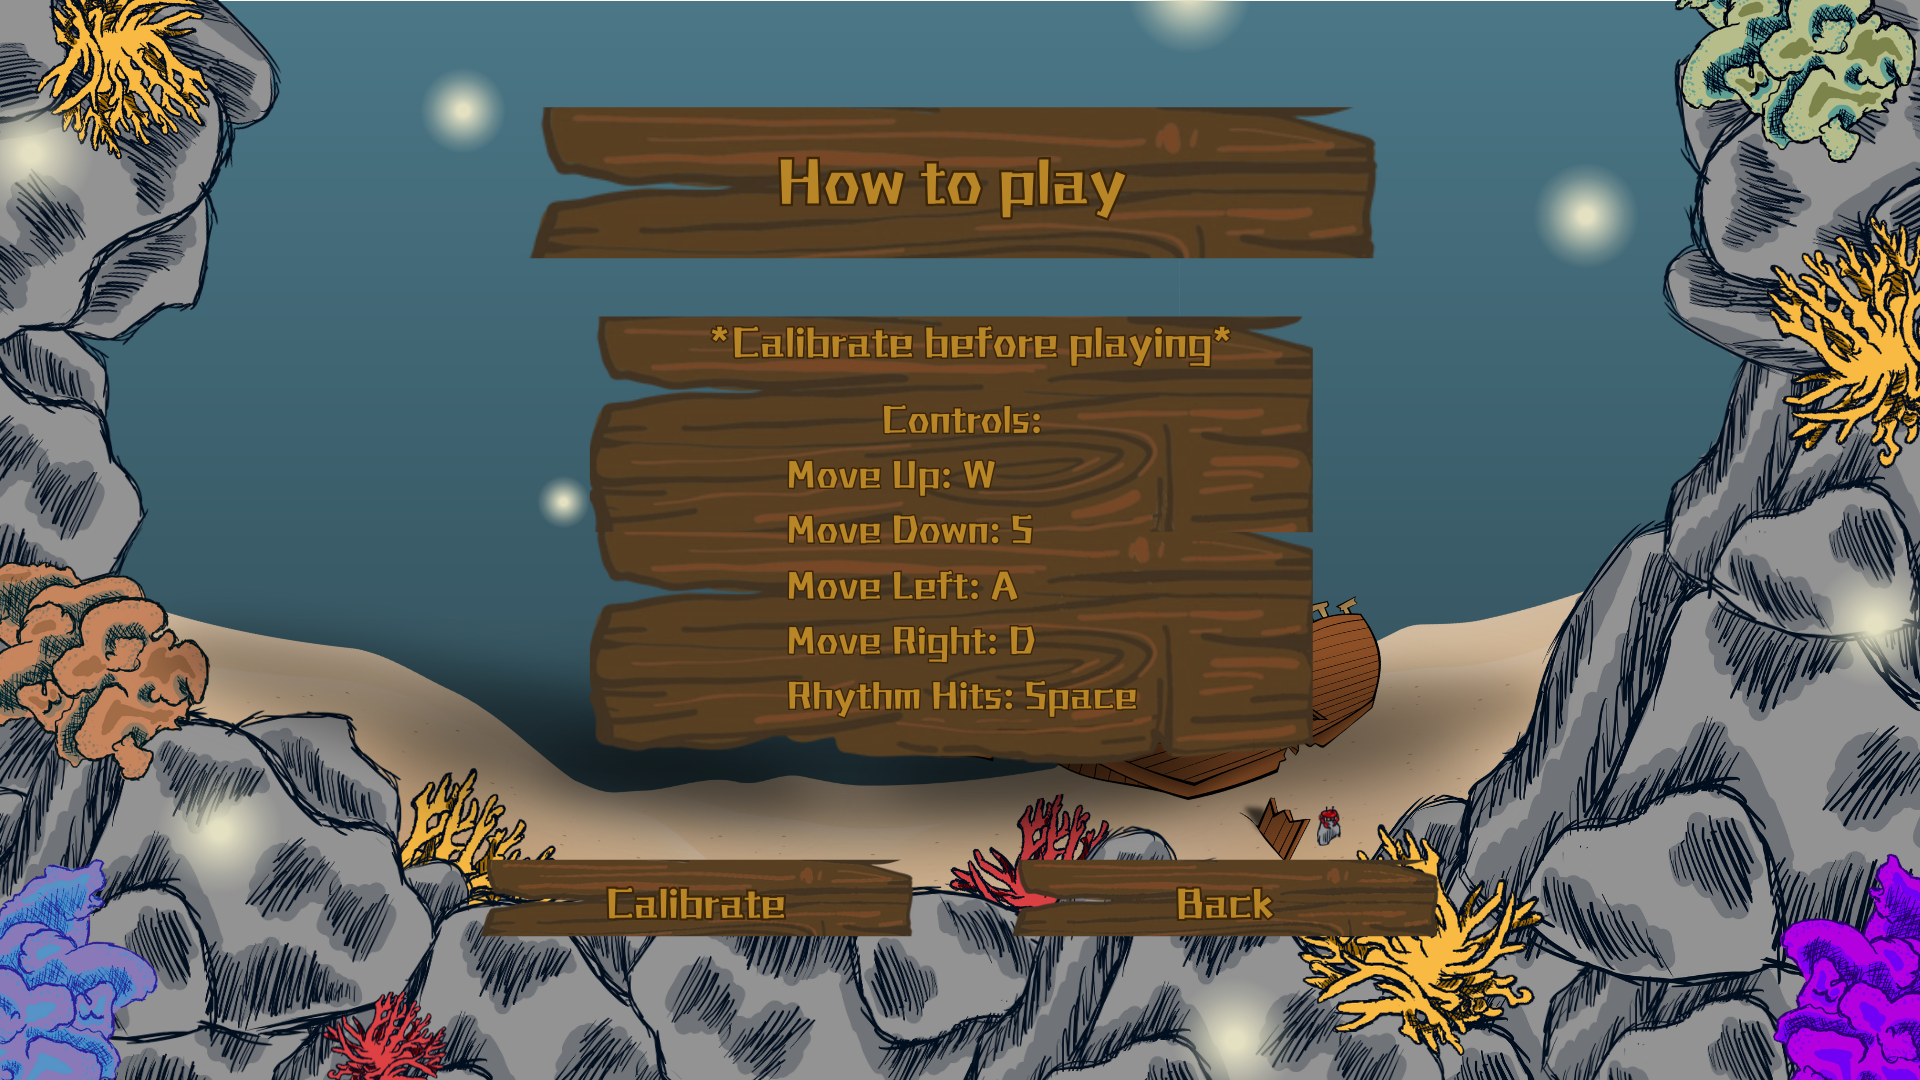 How to play
*Calibrate before playing*
Controls:
Move Up: W
Move Down: S
Move Left: A
Move Right: D
Rhythm Hits: Space
Calibrate
Back